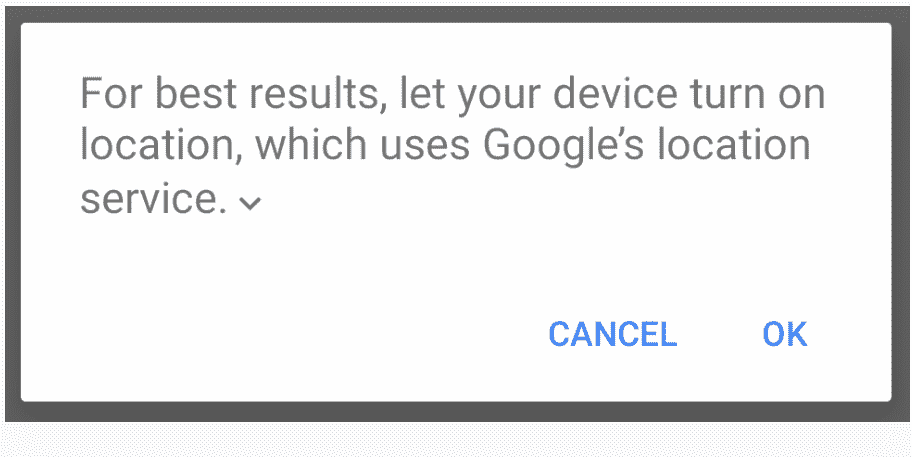 For best results, let your device turn on
location, which uses Google’s location
service.
CANCEL OK